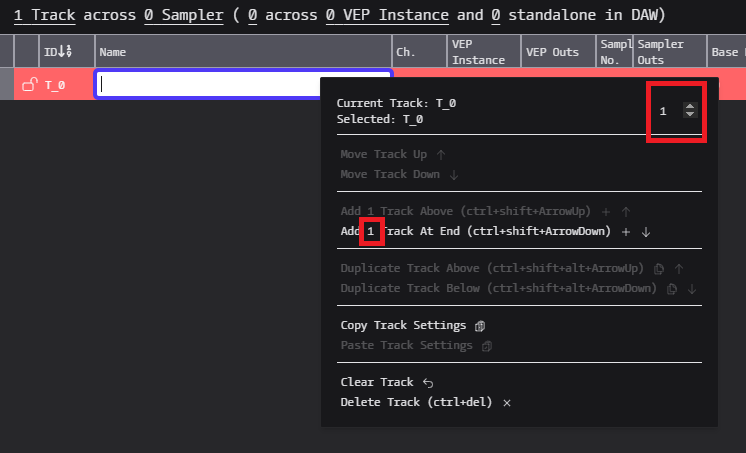 1 Track across 0 Sampler ( 0 across 0 VEP Instance and 0 standalone in DAW)
ID Name Ch. VEP Instance VEP Outs Sampl No. Sampler Outs Base
T_0
Current Track: T_0
Selected: T_0
1
Move Track Up ↑
Move Track Down ↓
Add 1 Track Above (ctrl+shift+ArrowUp) + ↑
Add 1 Track At End (ctrl+shift+ArrowDown) + ↓
Duplicate Track Above (ctrl+shift+alt+ArrowUp) ↑
Duplicate Track Below (ctrl+shift+alt+ArrowDown) ↓
Copy Track Settings
Paste Track Settings
Clear Track
Delete Track (ctrl+del) ×